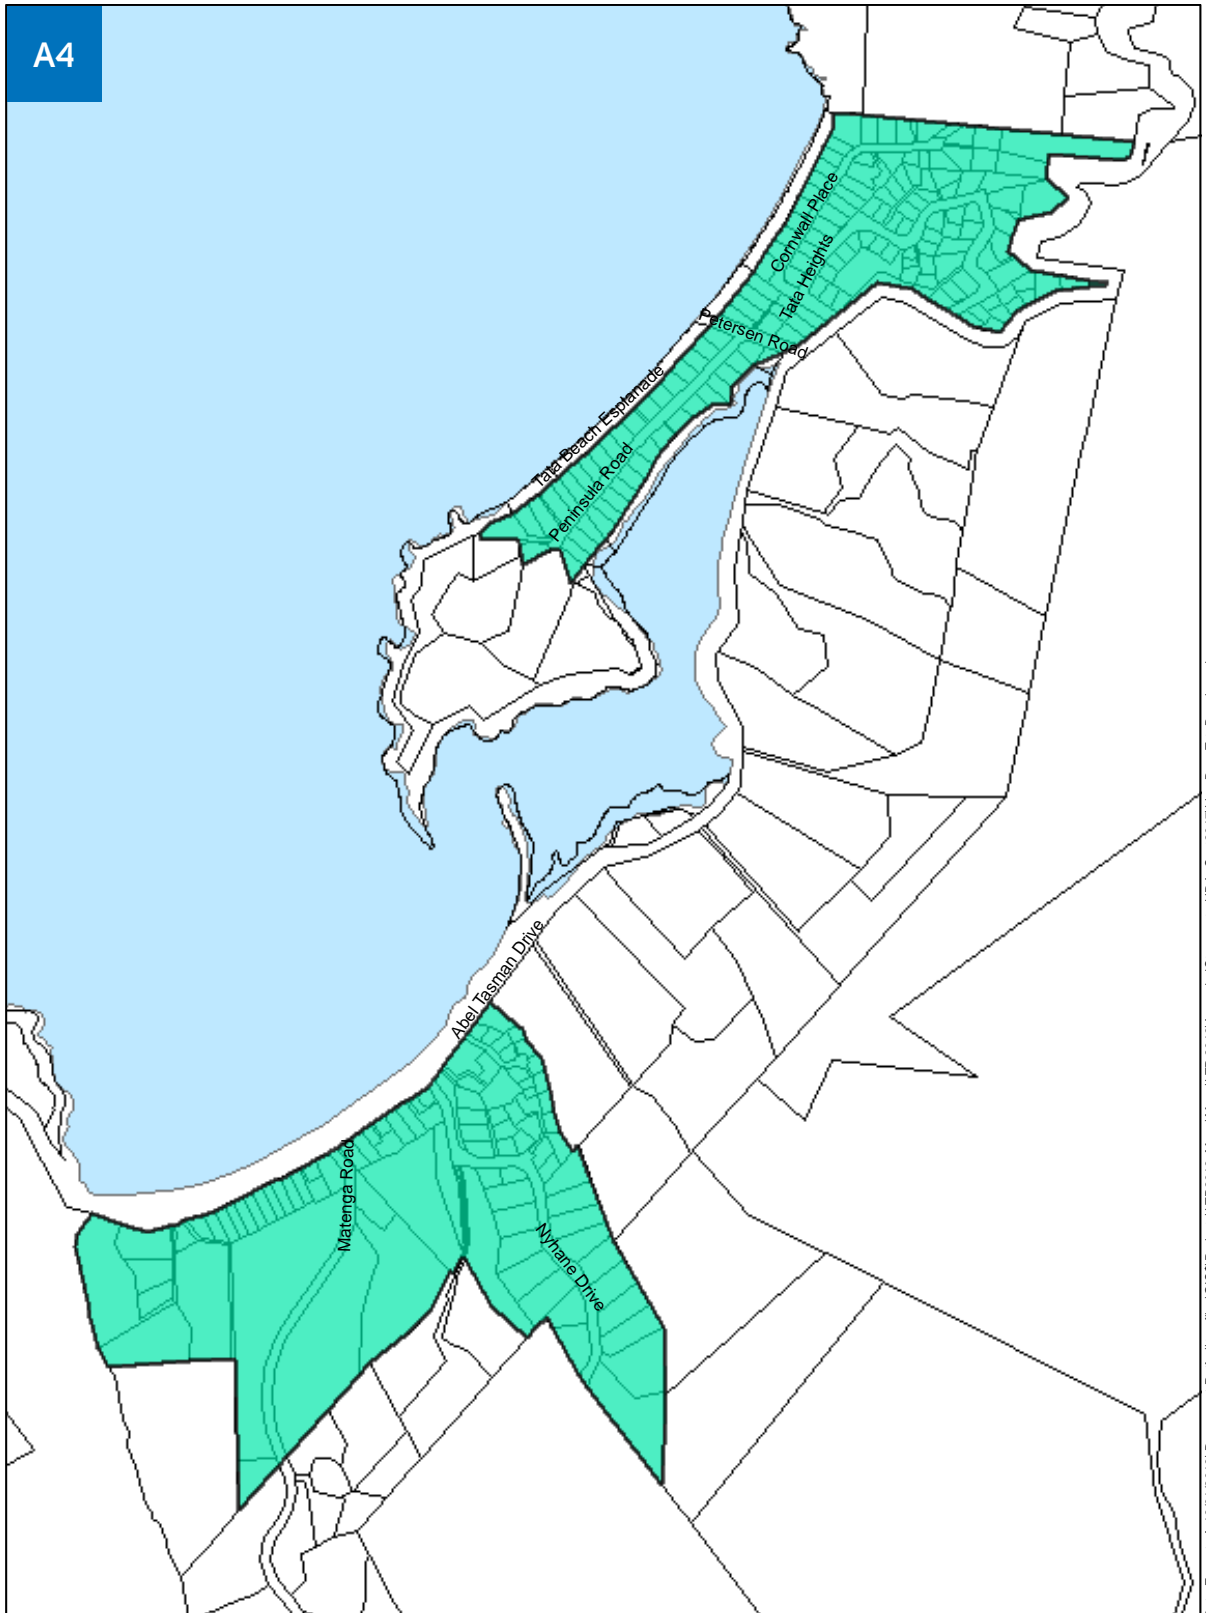 A4
Cornwall Place
Tata Heights
Petersen Road
Tata Beach Esplanade
Peninsula Road
Abel Tasman Drive
Matenga Road
Nyhane Drive